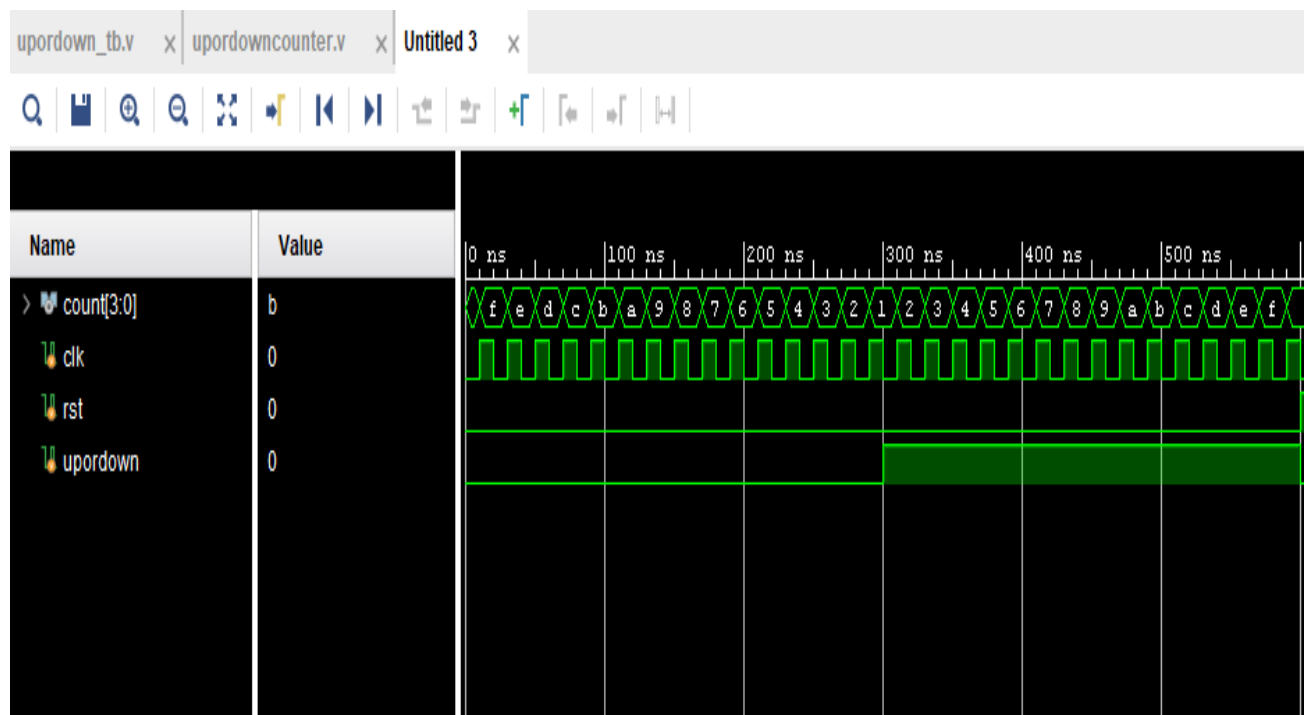 upordown_tb.v × upordowncounter.v × Untitled 3 ×
Name Value 0 ns 100 ns 200 ns 300 ns 400 ns 500 ns
count[3:0] b f e d c b a 9 8 7 6 5 4 3 2 1 2 3 4 5 6 7 8 9 a b c d e f
clk 0
rst 0
upordown 0